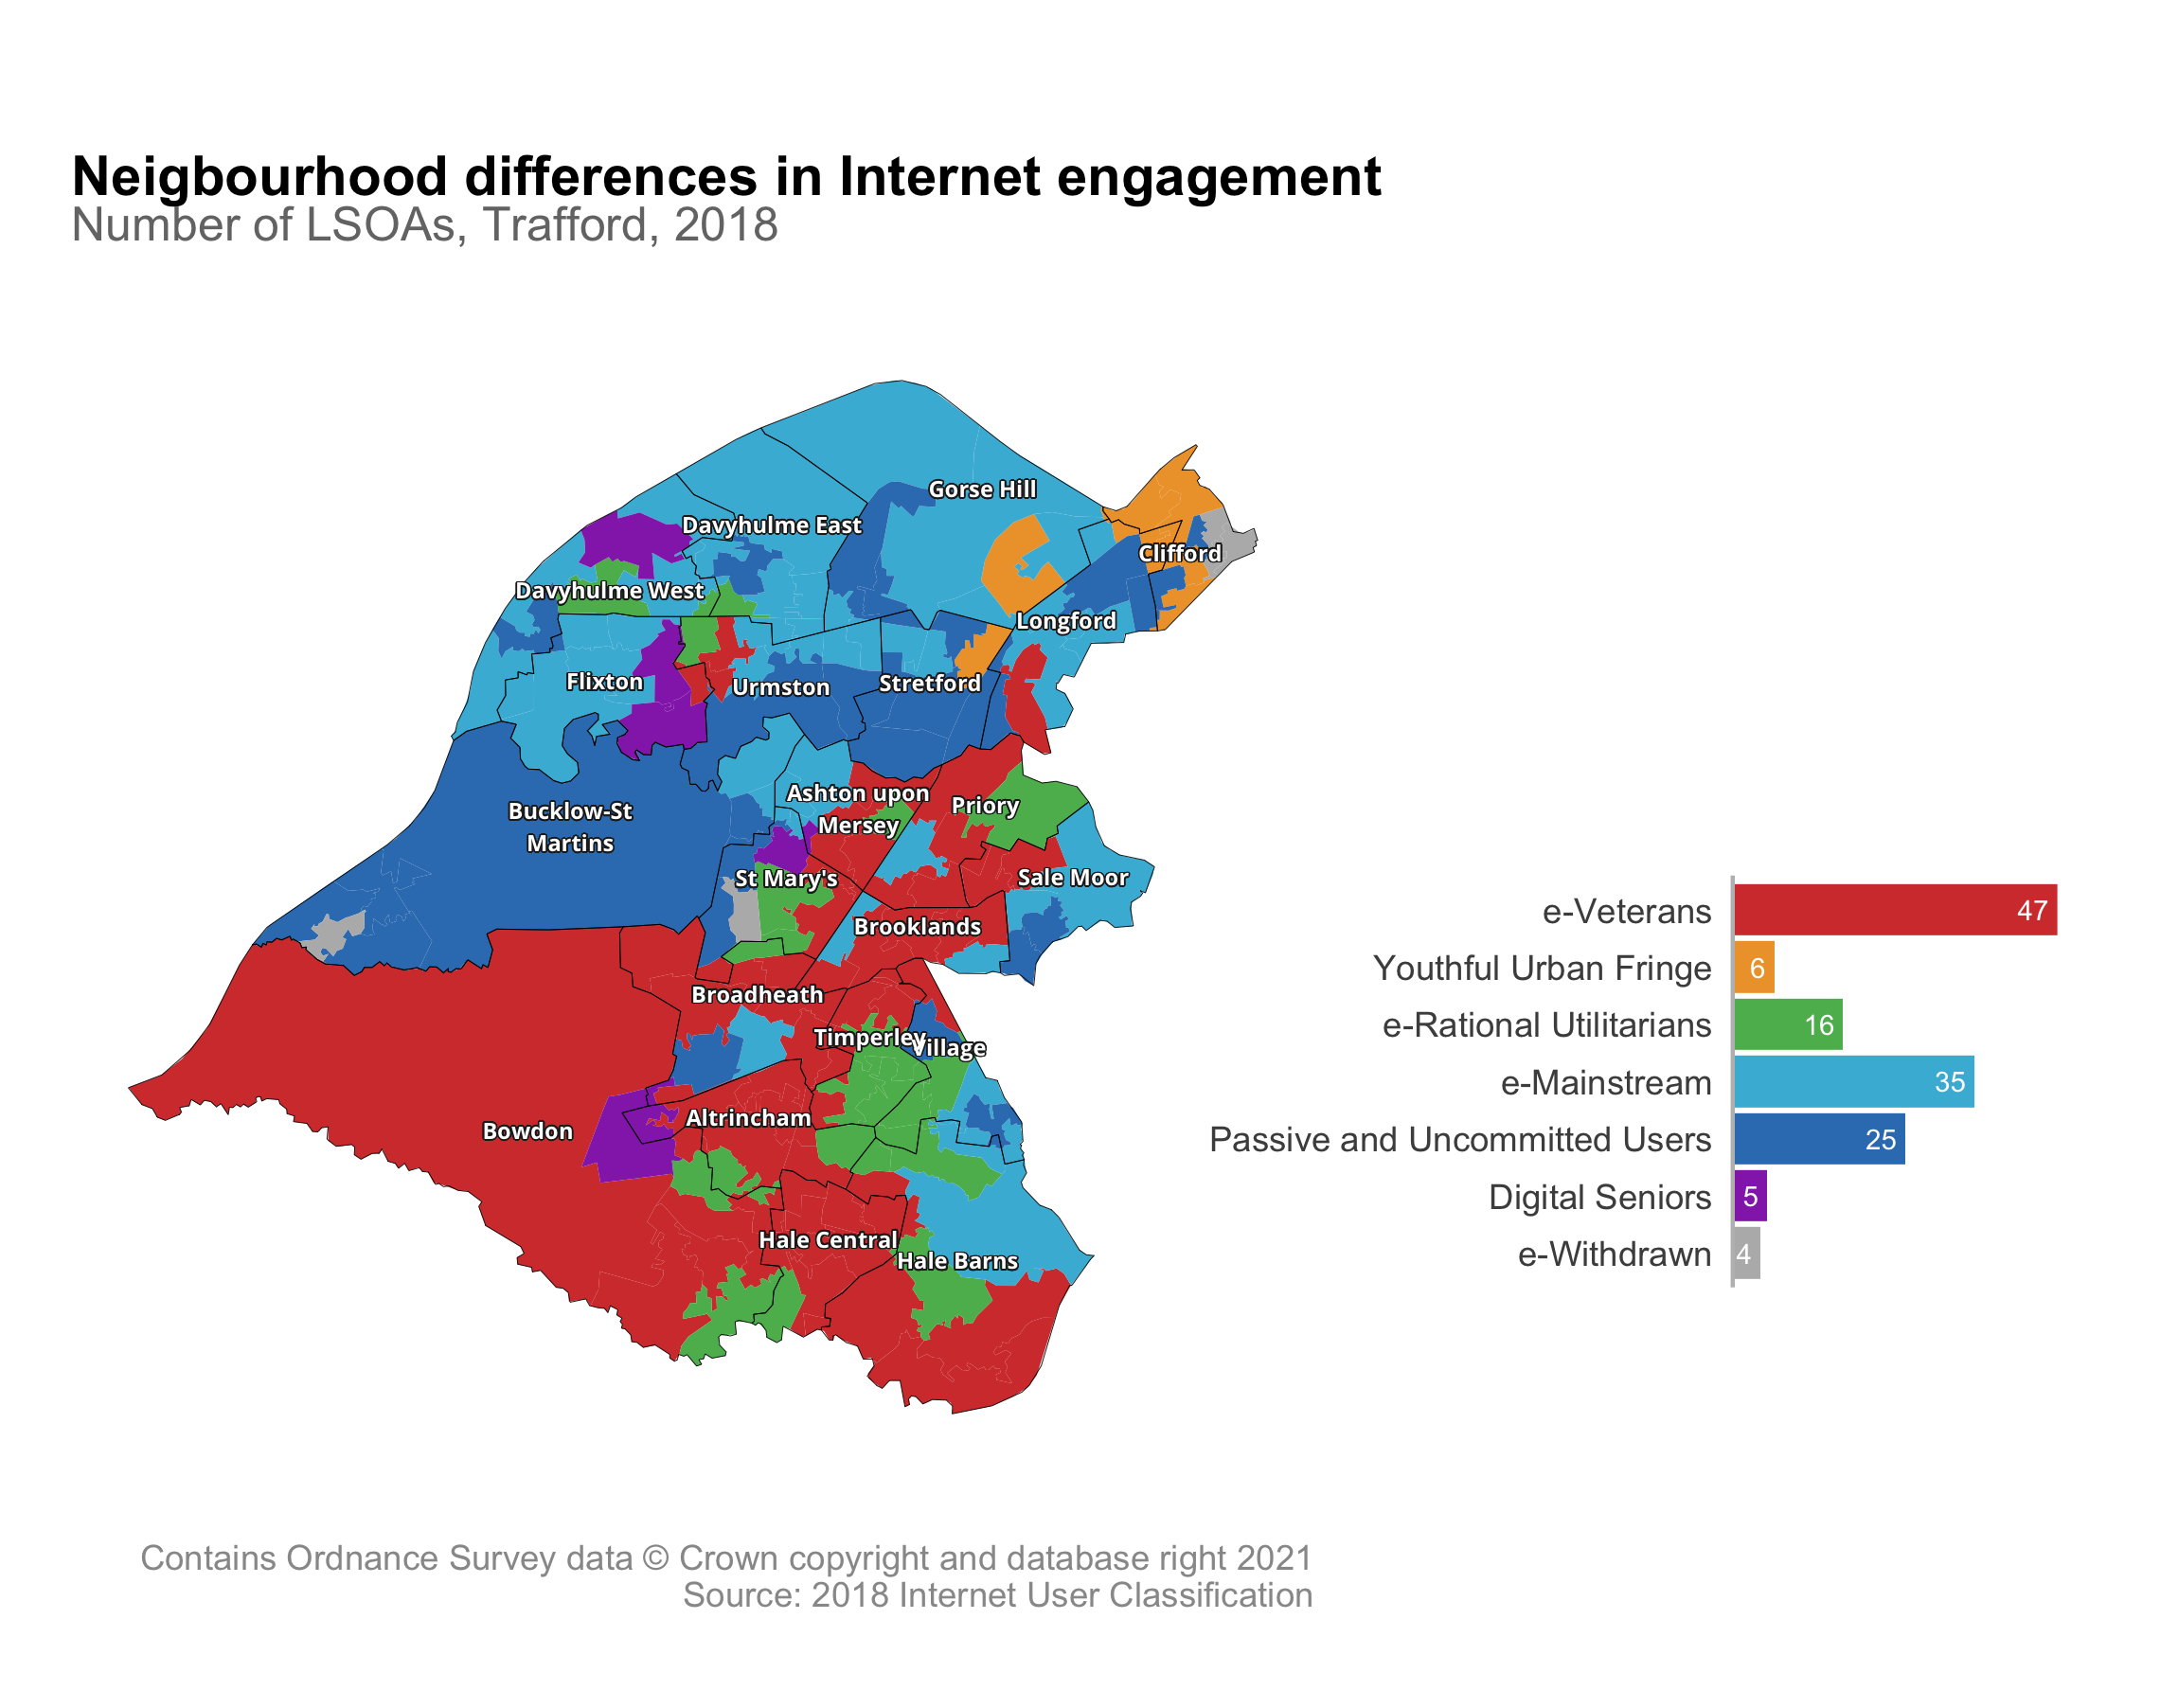 Neigbourhood differences in Internet engagement
Number of LSOAs, Trafford, 2018
Gorse Hill
Davyhulme East
Clifford
Davyhulme West
Longford
Flixton
Urmston
Stretford
Ashton upon
Mersey
Priory
Bucklow-St
Martins
St Mary's
Sale Moor
Brooklands
Broadheath
Timperley
Village
Altrincham
Bowdon
Hale Central
Hale Barns
e-Veterans 47
Youthful Urban Fringe 6
e-Rational Utilitarians 16
e-Mainstream 35
Passive and Uncommitted Users 25
Digital Seniors 5
e-Withdrawn 4
Contains Ordnance Survey data © Crown copyright and database right 2021
Source: 2018 Internet User Classification